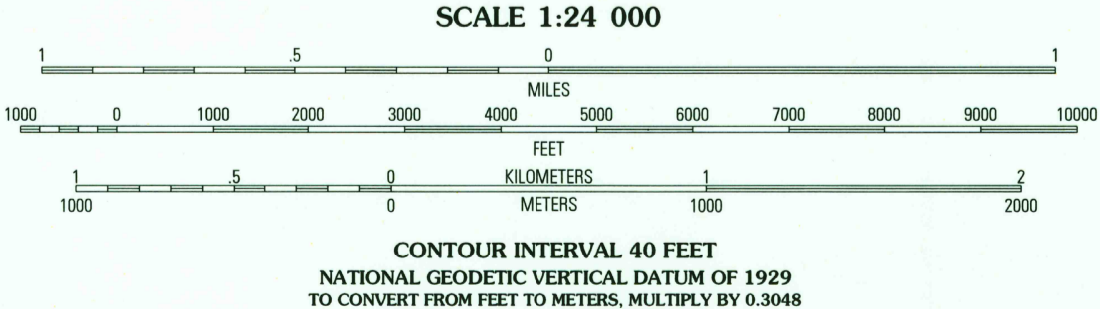 SCALE 1:24 000
1 .5 0 1
MILES
1000 0 1000 2000 3000 4000 5000 6000 7000 8000 9000 10000
FEET
1 .5 0 KILOMETERS 1 2
1000 0 METERS 1000 2000
CONTOUR INTERVAL 40 FEET
NATIONAL GEODETIC VERTICAL DATUM OF 1929
TO CONVERT FROM FEET TO METERS, MULTIPLY BY 0.3048